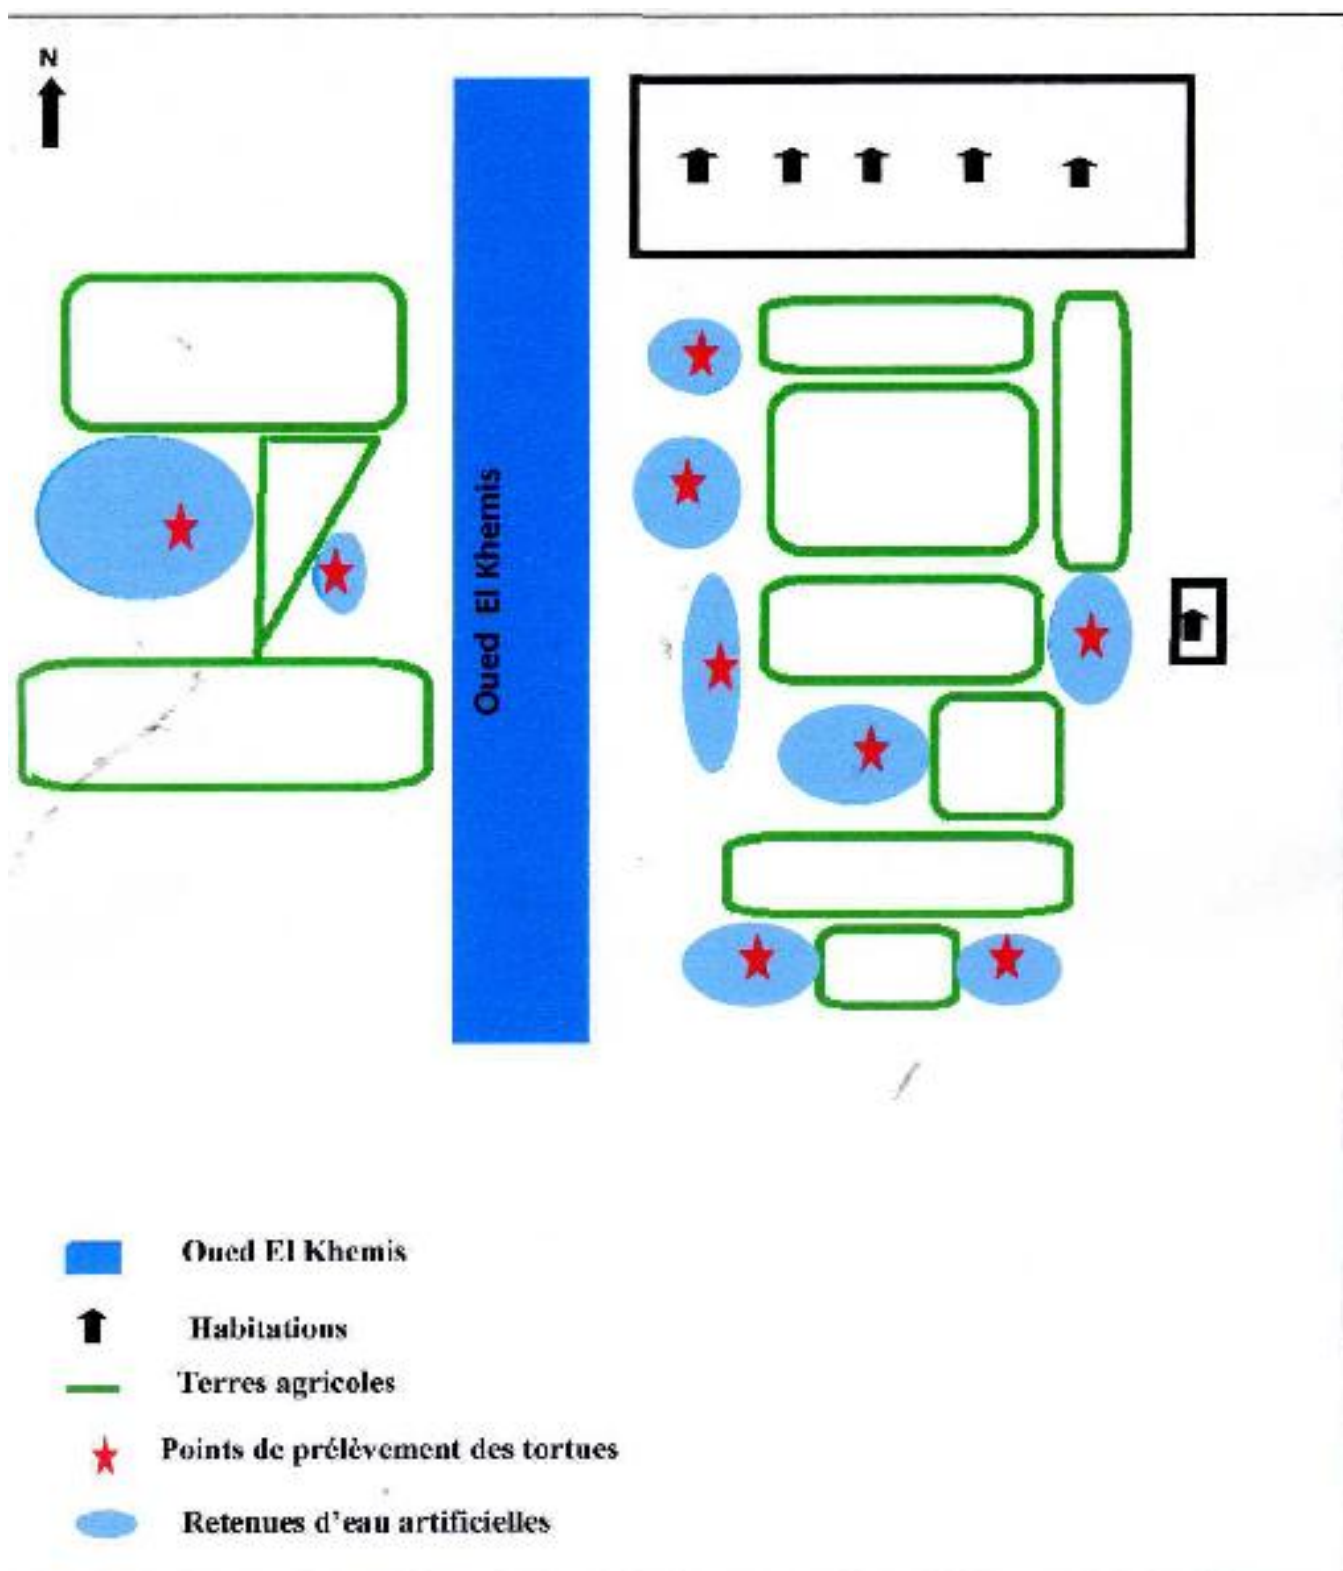 N
Oued El Khemis
Oued El Khemis
Habitations
Terres agricoles
Points de prélèvement des tortues
Retenues d'eau artificielles